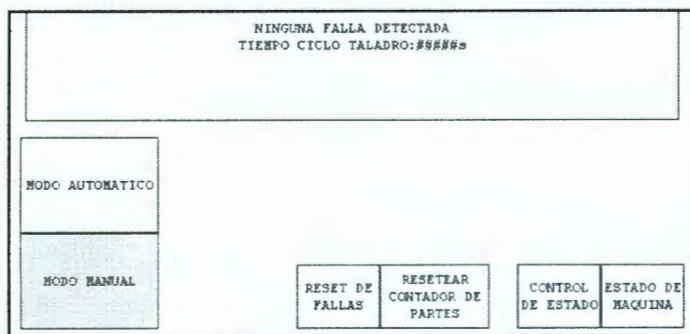 NINGUNA FALLA DETECTADA
TIEMPO CICLO TALADRO:#####s
MODO AUTOMATICO
MODO MANUAL
RESET DE
FALLAS
RESETEAR
CONTADOR DE
PARTES
CONTROL
DE ESTADO
ESTADO DE
MAQUINA